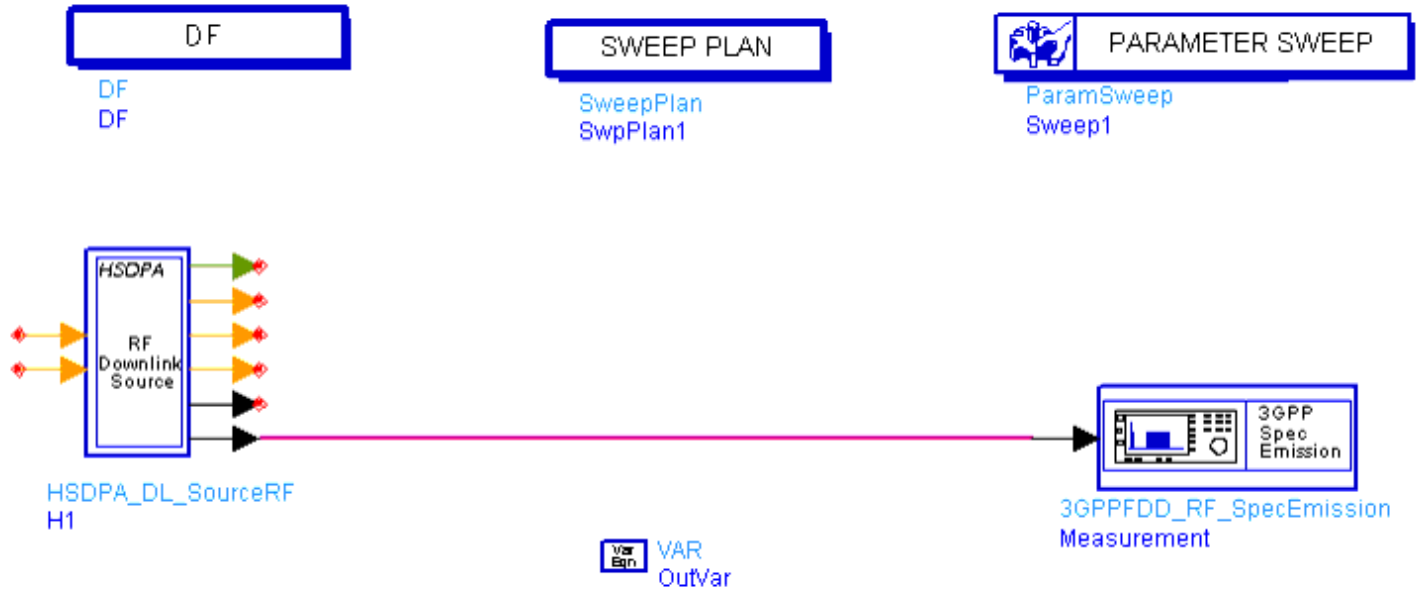 DF
SWEEP PLAN
PARAMETER SWEEP
DF
DF
SweepPlan
SwpPlan1
ParamSweep
Sweep1
HSDPA
RF
Downlink
Source
HSDPA_DL_SourceRF
H1
3GPP
Spec
Emission
3GPPFDD_RF_SpecEmission
Measurement
Var
Eqn
VAR
OutVar